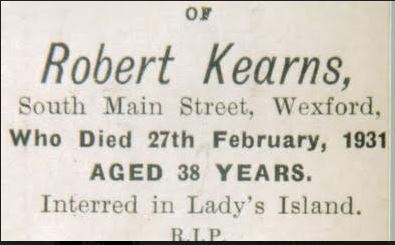 OF
Robert Kearns,
South Main Street, Wexford,
Who Died 27th February, 1931
AGED 38 YEARS.
Interred in Lady's Island.
R.I.P.